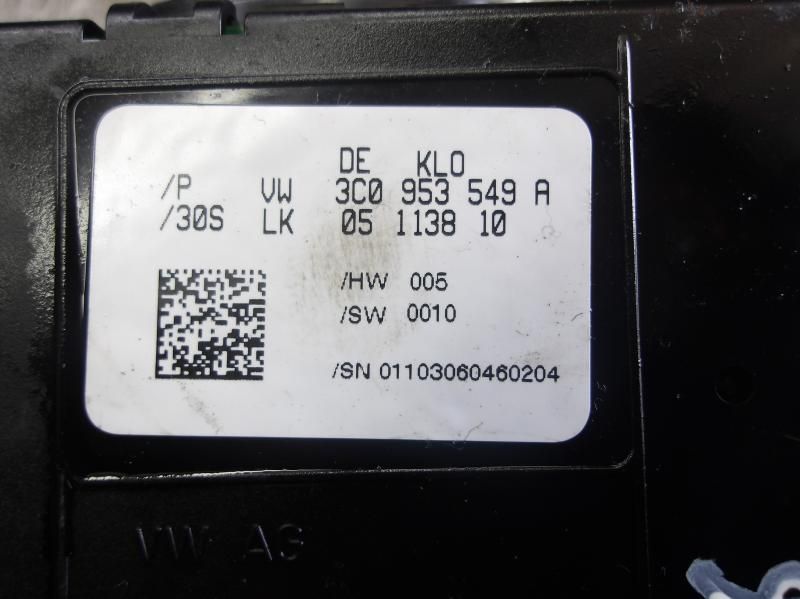 DE KLO
/P VW 3C0 953 549 A
/30S LK 05 1138 10
/HW 005
/SW 0010
/SN 01103060460204
VW AG